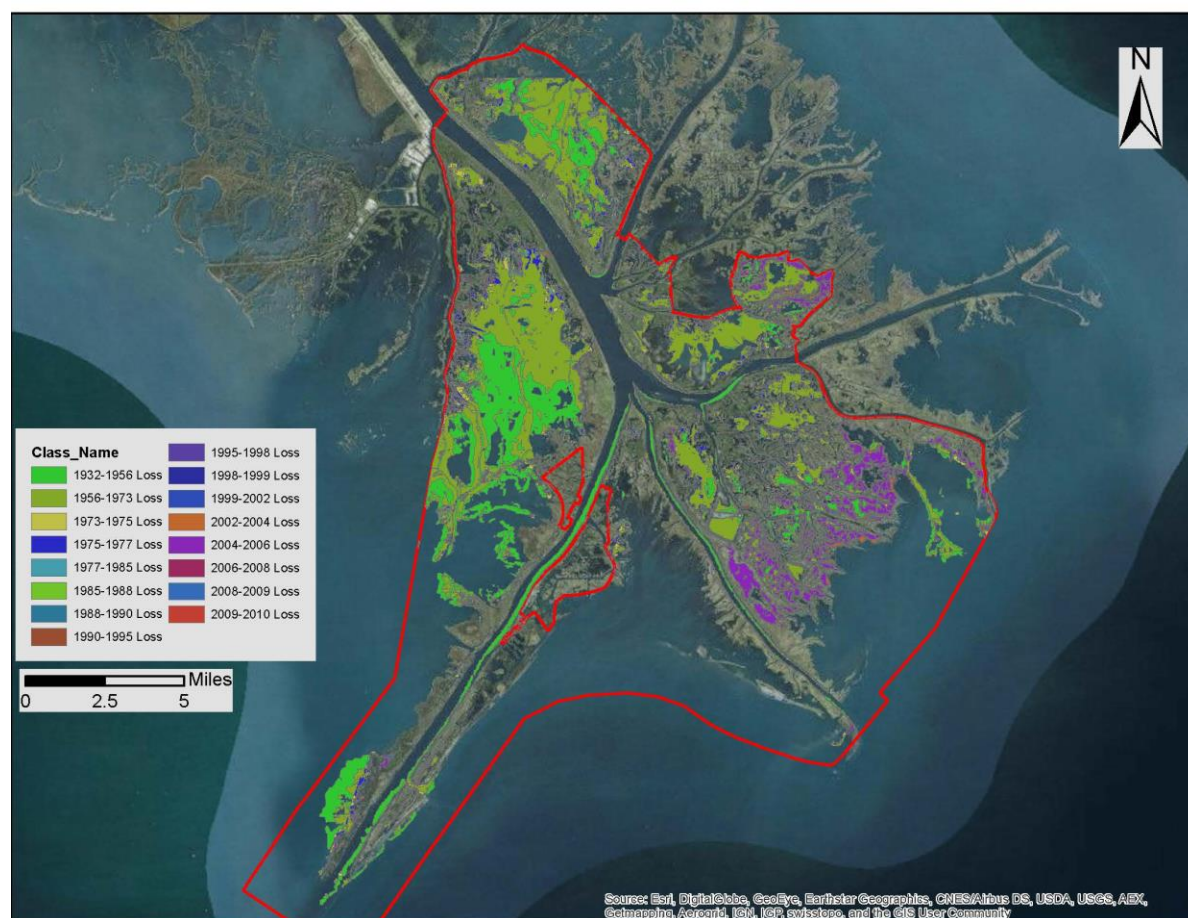 N
Class_Name
1932-1956 Loss
1956-1973 Loss
1973-1975 Loss
1975-1977 Loss
1977-1985 Loss
1985-1988 Loss
1988-1990 Loss
1990-1995 Loss
1995-1998 Loss
1998-1999 Loss
1999-2002 Loss
2002-2004 Loss
2004-2006 Loss
2006-2008 Loss
2008-2009 Loss
2009-2010 Loss
Miles
0 2.5 5
Source: Esri, DigitalGlobe, GeoEye, Earthstar Geographics, CNES/Airbus DS, USDA, USGS, AEX,
Getmapping, Aerogrid, IGN, IGP, swisstopo, and the GIS User Community